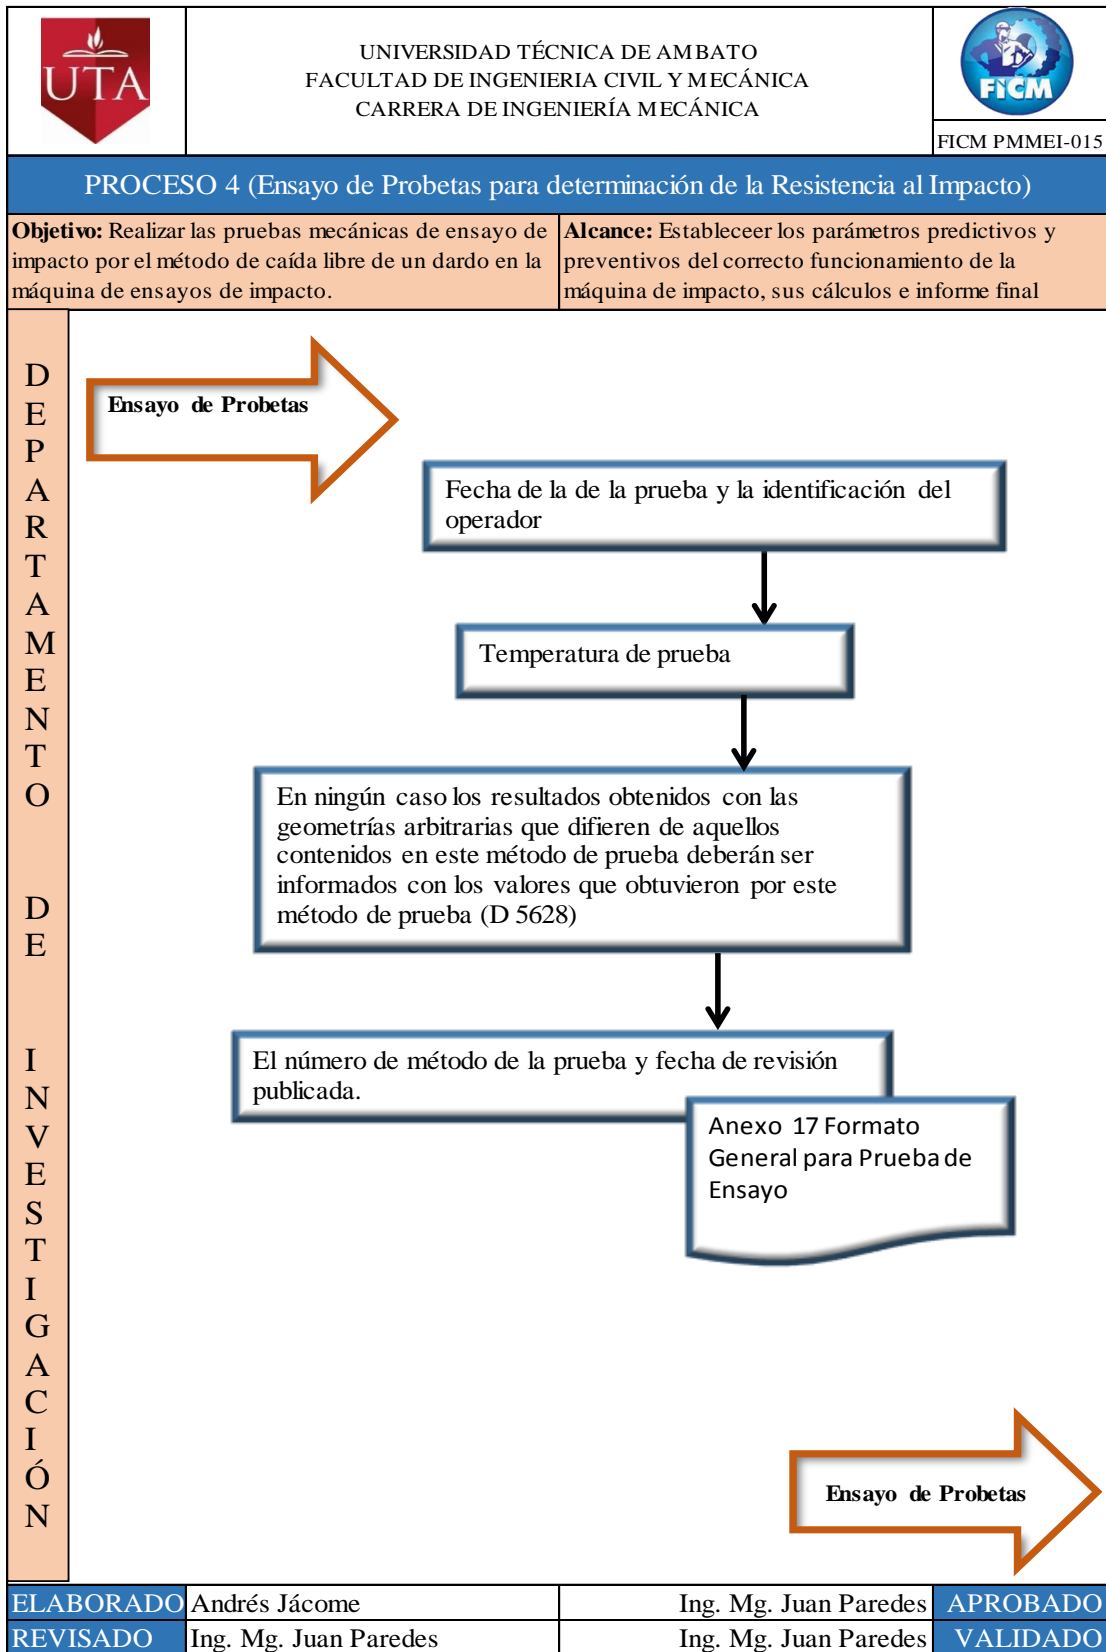 UTA
UNIVERSIDAD TÉCNICA DE AMBATO
FACULTAD DE INGENIERIA CIVIL Y MECÁNICA
CARRERA DE INGENIERÍA MECÁNICA
FICM
FICM PMMEI-015
PROCESO 4 (Ensayo de Probetas para determinación de la Resistencia al Impacto)
Objetivo: Realizar las pruebas mecánicas de ensayo de
impacto por el método de caída libre de un dardo en la
máquina de ensayos de impacto.
Alcance: Estableceer los parámetros predictivos y
preventivos del correcto funcionamiento de la
máquina de impacto, sus cálculos e informe final
DEPARTAMENTO DE INVESTIGACIÓN
Ensayo de Probetas
Fecha de la de la prueba y la identificación del
operador
Temperatura de prueba
En ningún caso los resultados obtenidos con las
geometrías arbitrarias que difieren de aquellos
contenidos en este método de prueba deberán ser
informados con los valores que obtuvieron por este
método de prueba (D 5628)
El número de método de la prueba y fecha de revisión
publicada.
Anexo 17 Formato
General para Prueba de
Ensayo
Ensayo de Probetas
ELABORADO Andrés Jácome Ing. Mg. Juan Paredes APROBADO
REVISADO Ing. Mg. Juan Paredes Ing. Mg. Juan Paredes VALIDADO